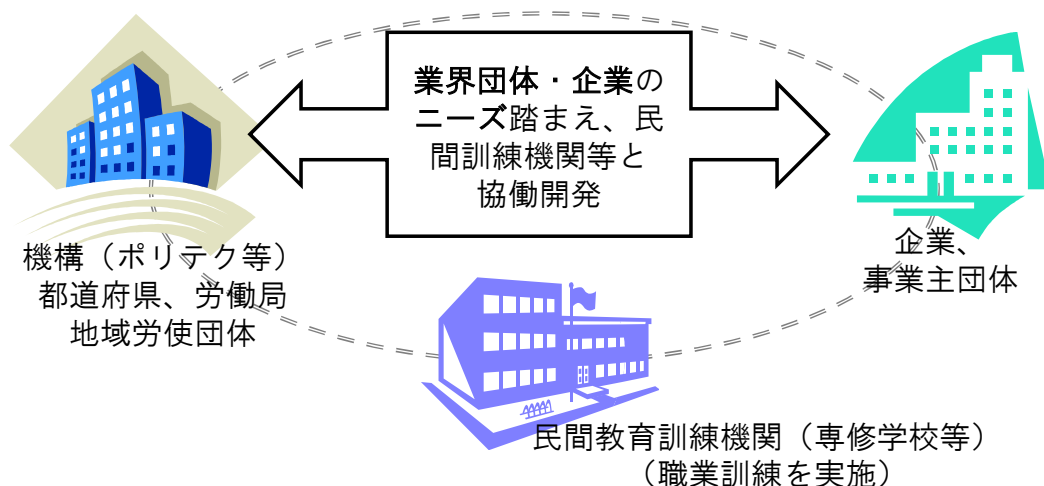 業界団体・企業の
ニーズ踏まえ、民
間訓練機関等と
協働開発
機構（ポリテク等）
都道府県、労働局
地域労使団体
企業、
事業主団体
民間教育訓練機関（専修学校等）
（職業訓練を実施）